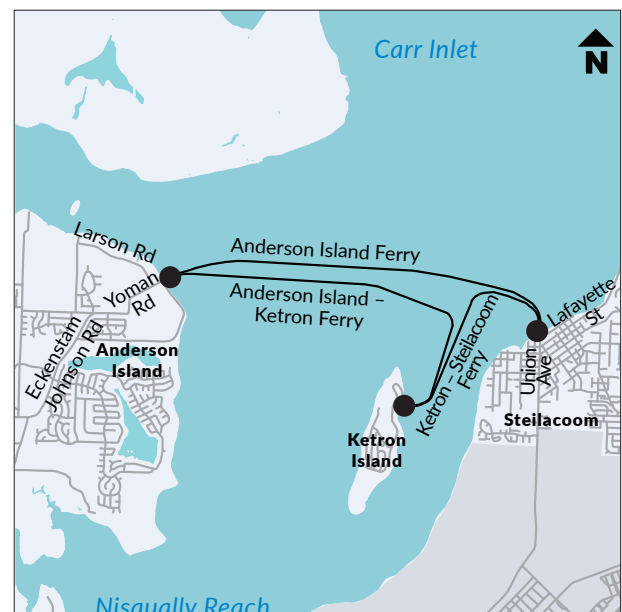 Carr Inlet
N
Larson Rd
Anderson Island Ferry
Yoman
Rd
Anderson Island –
Ketron Ferry
Lafayette
St
Ketron – Steilacoom
Ferry
Union
Ave
Eckenstam
Johnson Rd
Anderson
Island
Steilacoom
Ketron
Island
Nisqually Reach